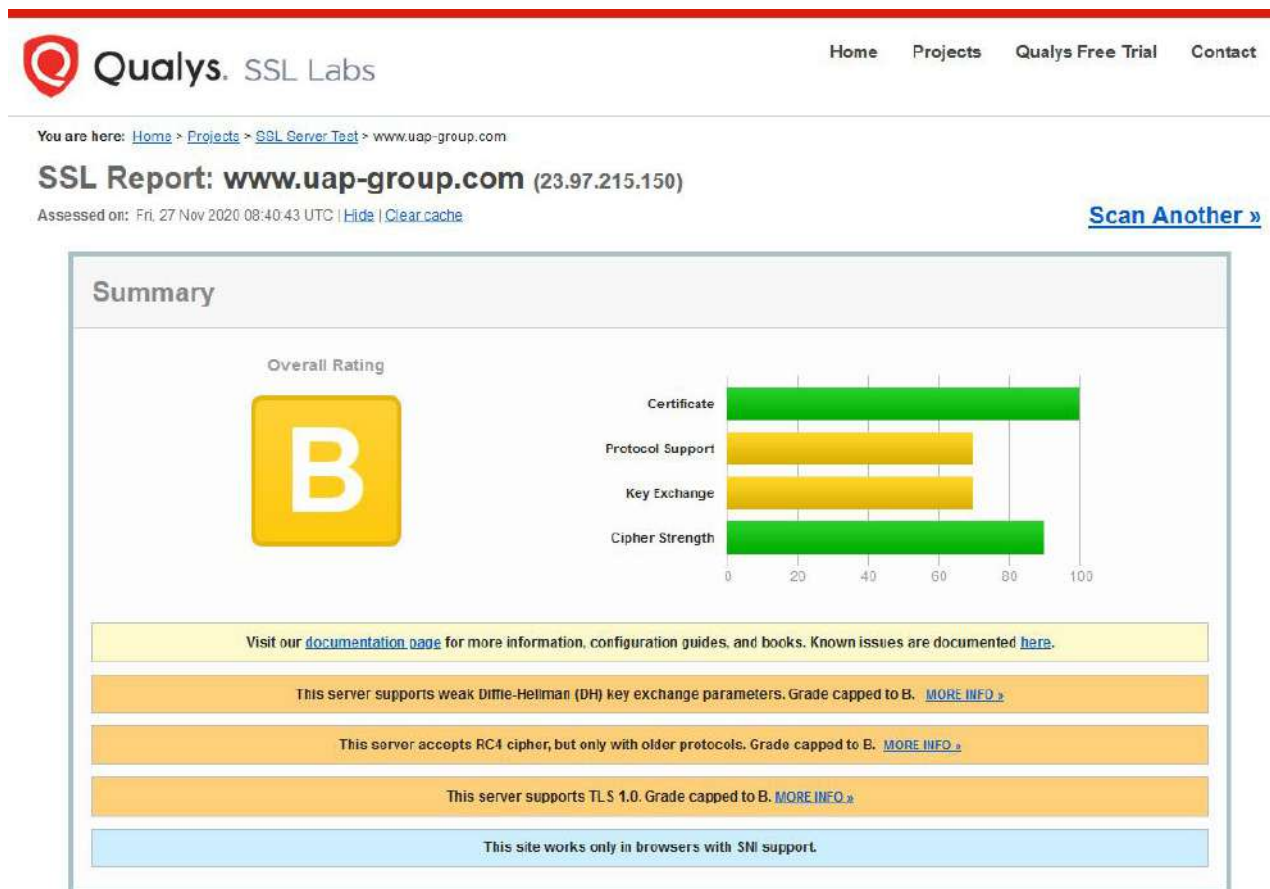 Qualys. SSL Labs
Home Projects Qualys Free Trial Contact
You are here: Home > Projects > SSL Server Test > www.uap-group.com
SSL Report: www.uap-group.com (23.97.215.150)
Assessed on: Fri, 27 Nov 2020 08:40:43 UTC | Hide | Clear cache
Scan Another »
Summary
Overall Rating
B
Certificate
Protocol Support
Key Exchange
Cipher Strength
0 20 40 60 80 100
Visit our documentation page for more information, configuration guides, and books. Known issues are documented here.
This server supports weak Diffie-Hellman (DH) key exchange parameters. Grade capped to B. MORE INFO »
This server accepts RC4 cipher, but only with older protocols. Grade capped to B. MORE INFO »
This server supports TLS 1.0. Grade capped to B. MORE INFO »
This site works only in browsers with SNI support.